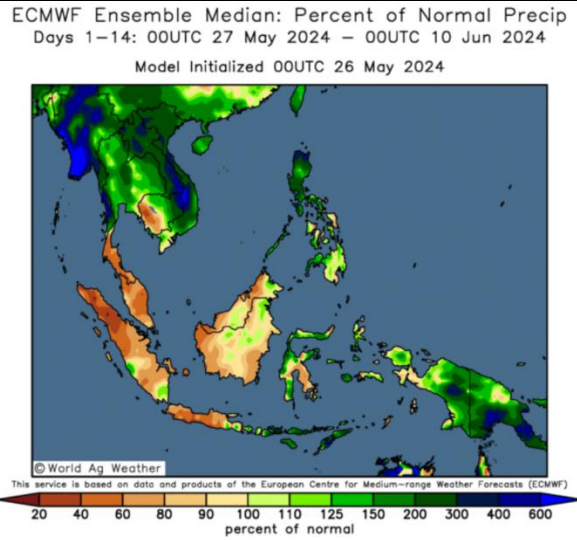 ECMWF Ensemble Median: Percent of Normal Precip
Days 1–14: 00UTC 27 May 2024 – 00UTC 10 Jun 2024
Model Initialized 00UTC 26 May 2024
©World Ag Weather
This service is based on data and products of the European Centre for Medium-range Weather Forecasts (ECMWF)
20 40 60 80 90 100 110 125 150 200 300 400 600
percent of normal